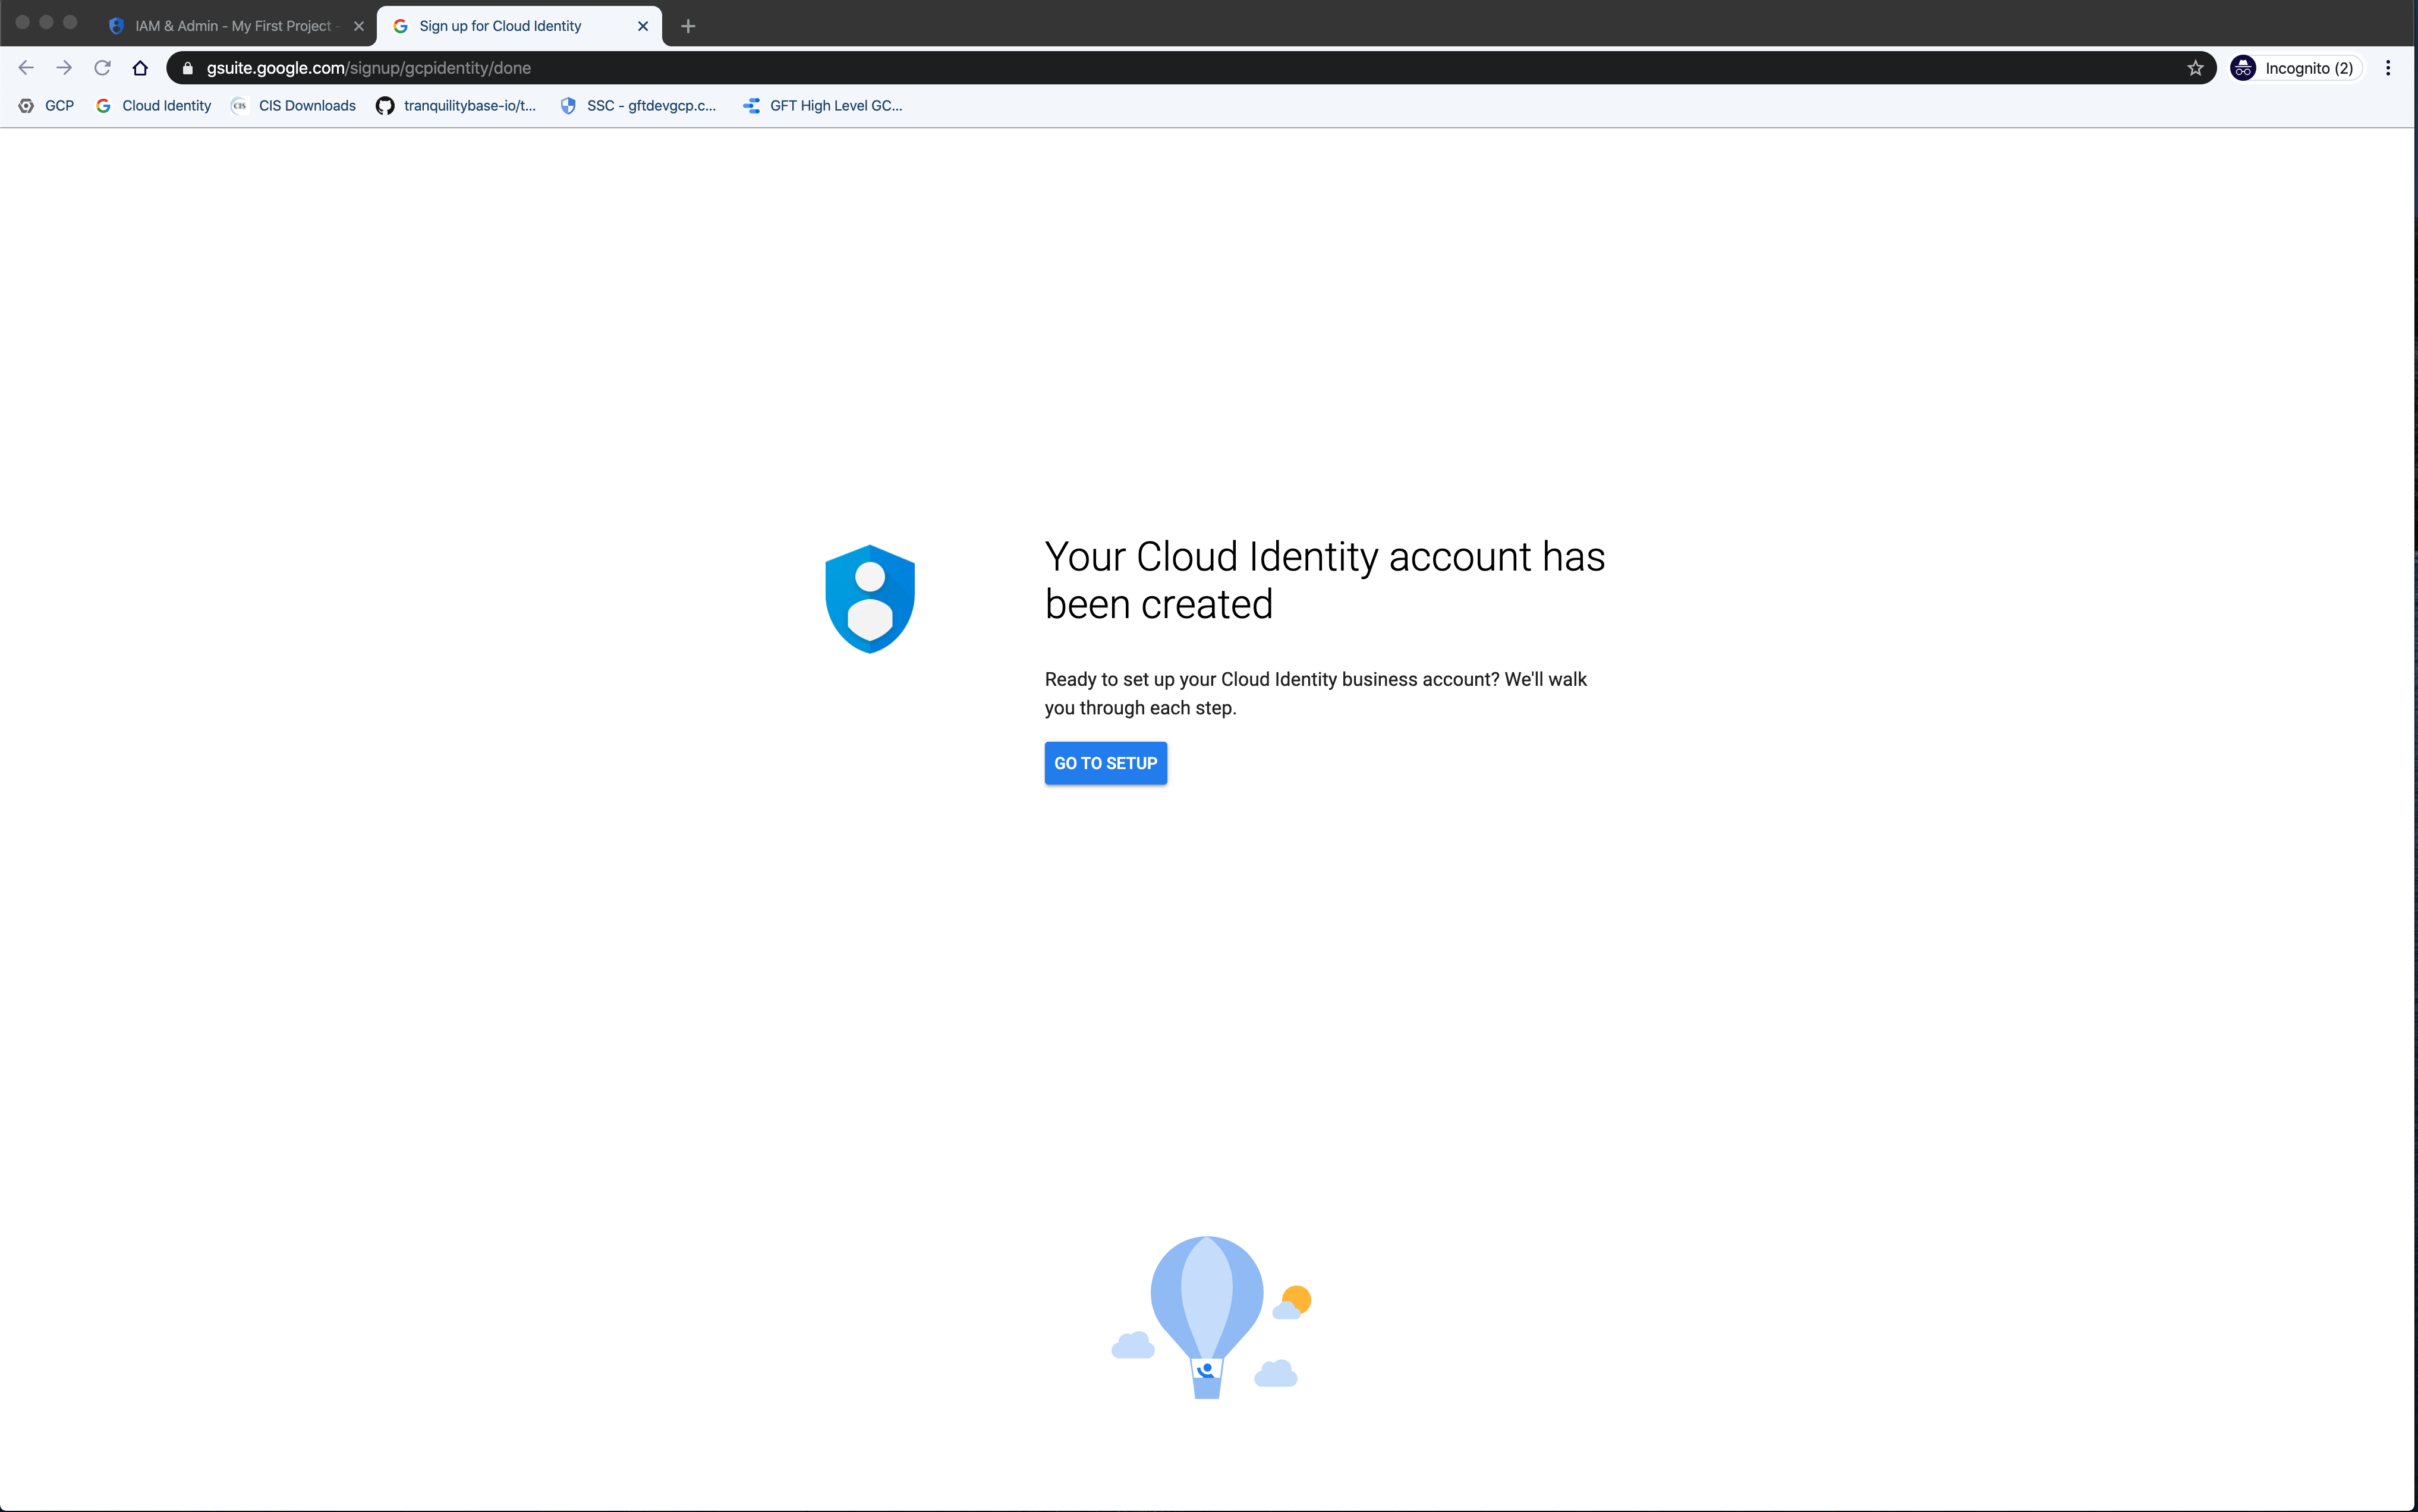 IAM & Admin - My First Project -
Sign up for Cloud Identity
gsuite.google.com/signup/gcpidentity/done
Incognito (2)
GCP
Cloud Identity
CIS
CIS Downloads
tranquilitybase-io/t...
SSC - gftdevgcp.c...
GFT High Level GC...
Your Cloud Identity account has
been created
Ready to set up your Cloud Identity business account? We'll walk
you through each step.
GO TO SETUP